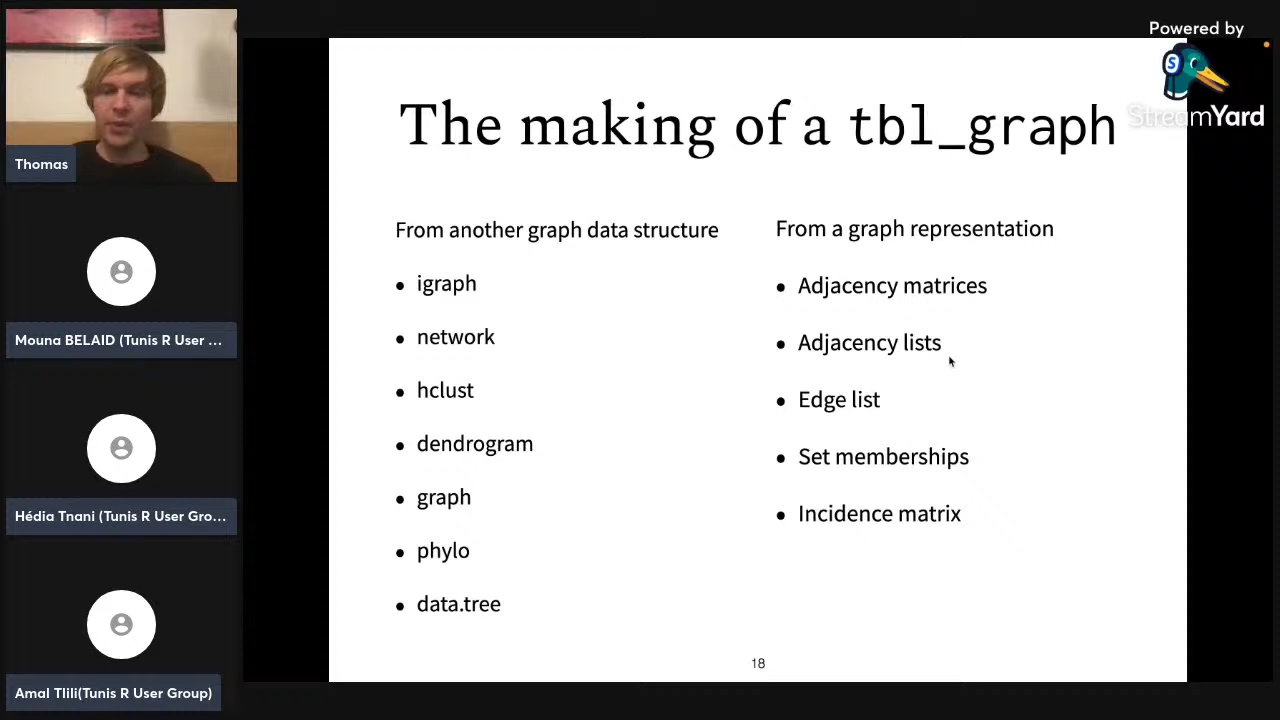 Powered by
StreamYard
Thomas
Mouna BELAID (Tunis R User ...
Hédia Tnani (Tunis R User Gro...
Amal Tlili(Tunis R User Group)
The making of a tbl_graph
From another graph data structure
• igraph
• network
• hclust
• dendrogram
• graph
• phylo
• data.tree
From a graph representation
• Adjacency matrices
• Adjacency lists
• Edge list
• Set memberships
• Incidence matrix
18